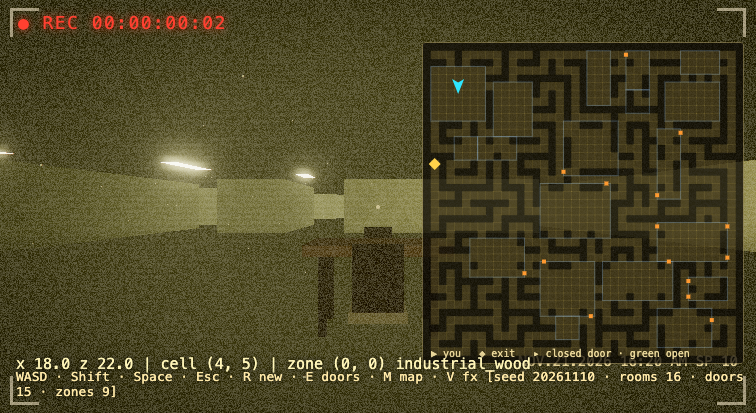 ● REC 00:00:00:02
▶ you ◆ exit ▸ closed door · green open
x 18.0 z 22.0 | cell (4, 5) | zone (0, 0) industrial_wood
WASD · Shift · Space · Esc · R new · E doors · M map · V fx [seed 20261110 · rooms 16 · doors
15 · zones 9]